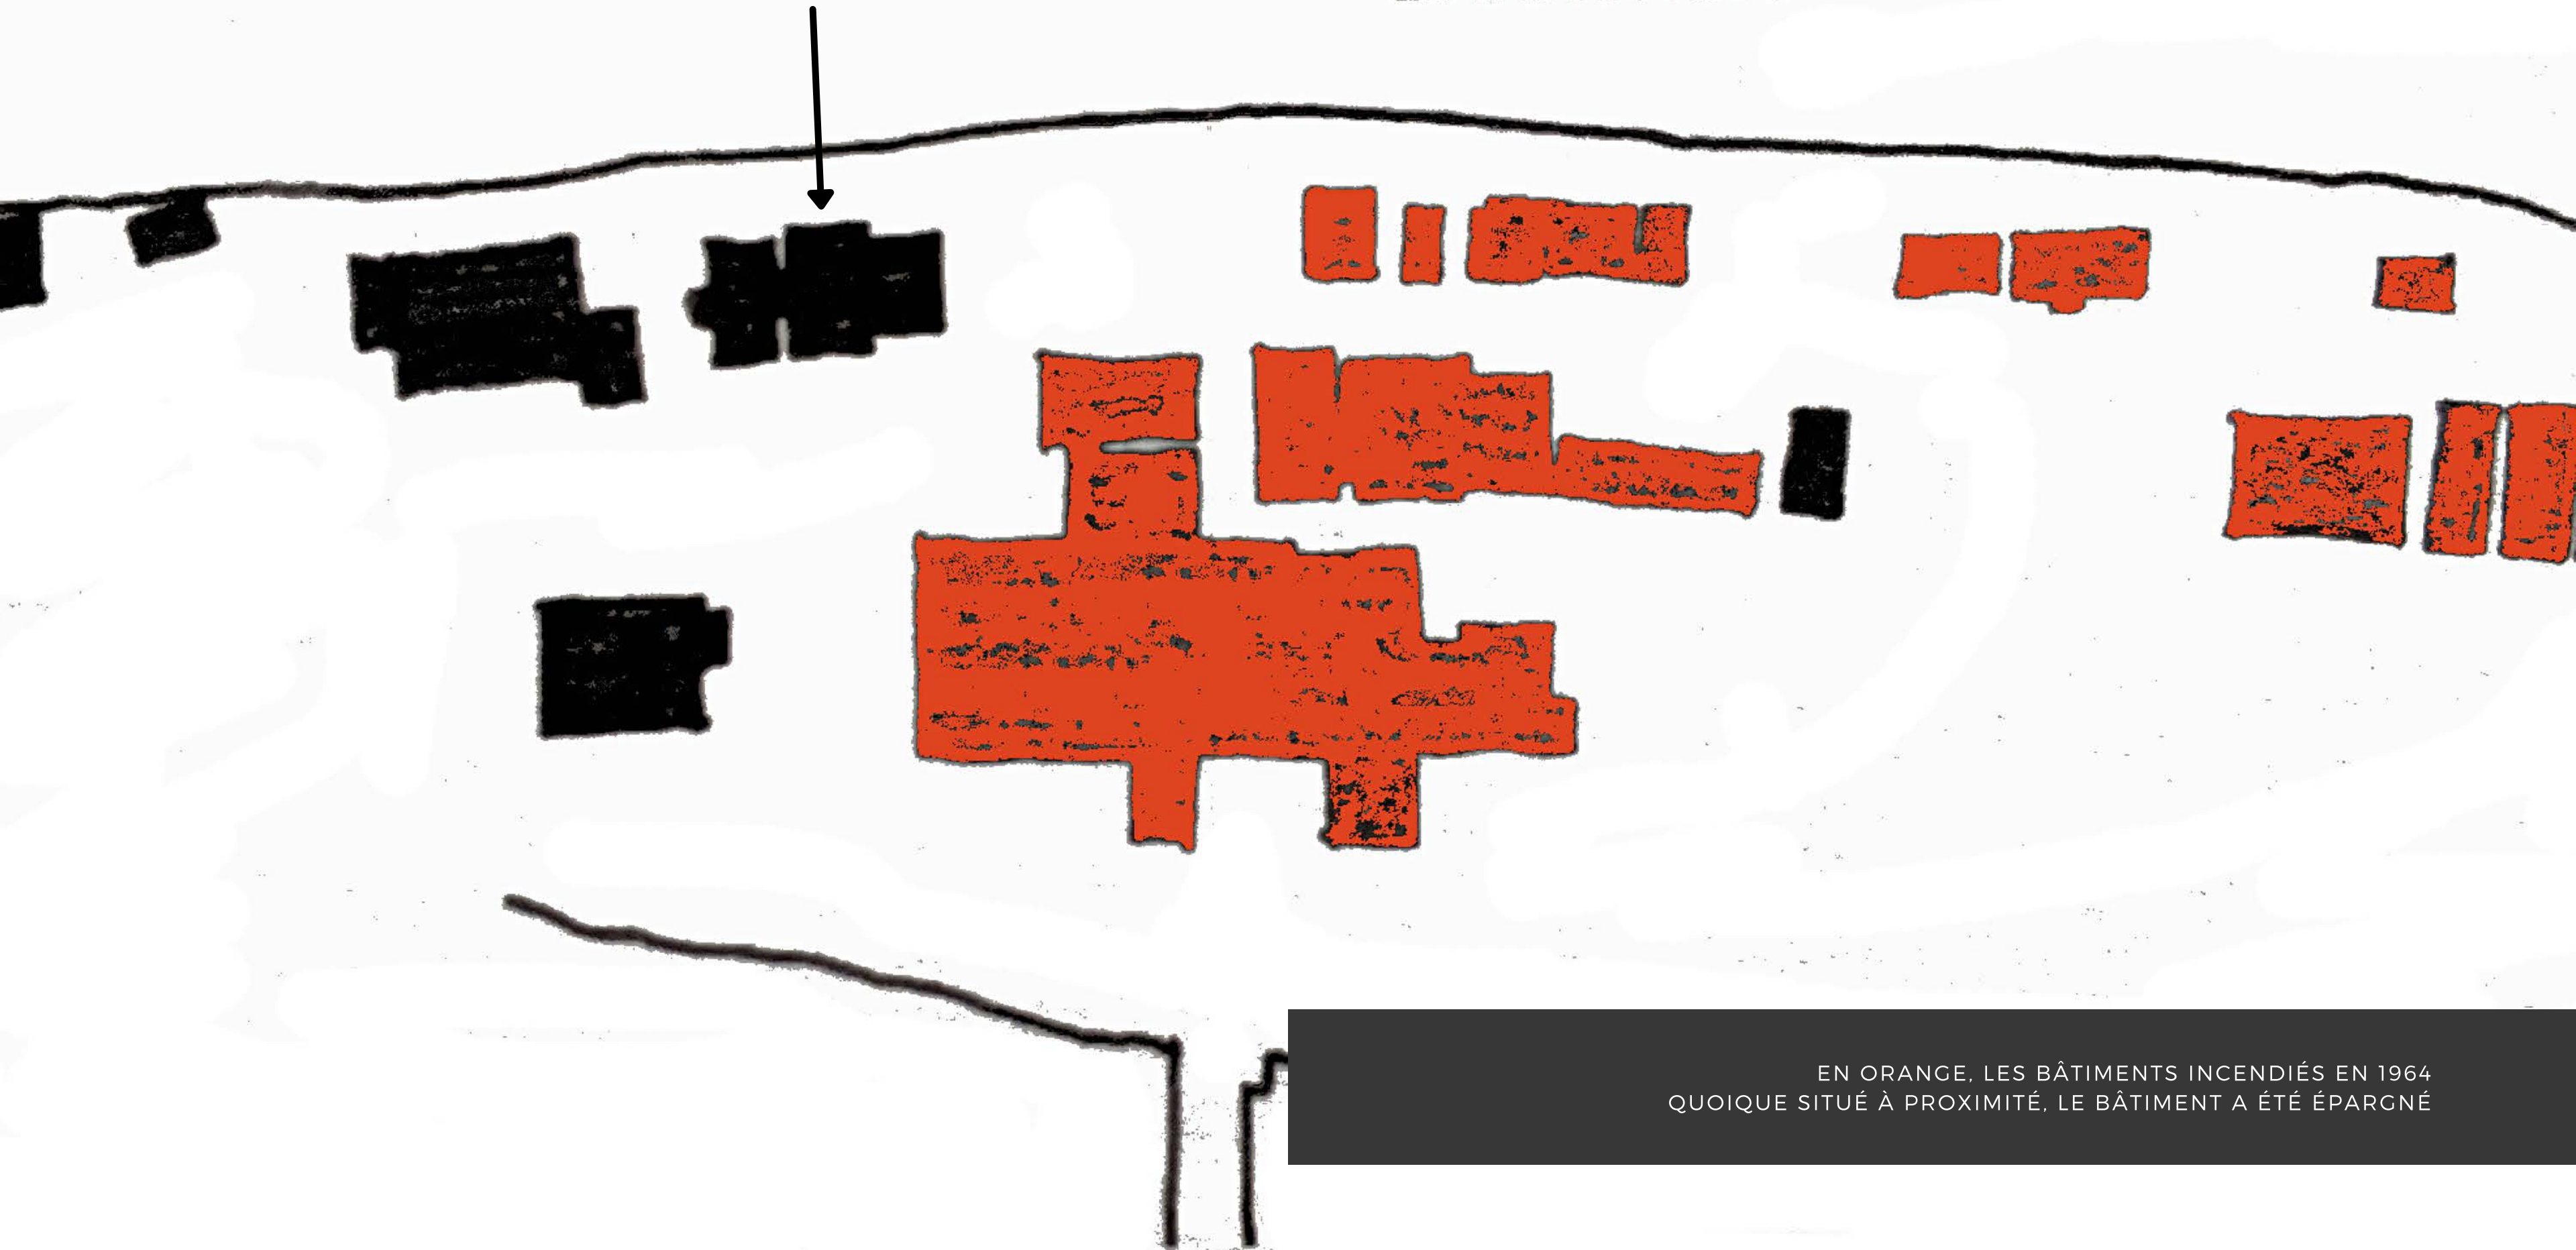 EN ORANGE, LES BÂTIMENTS INCENDIÉS EN 1964
QUOIQUE SITUÉ À PROXIMITÉ, LE BÂTIMENT A ÉTÉ ÉPARGNÉ